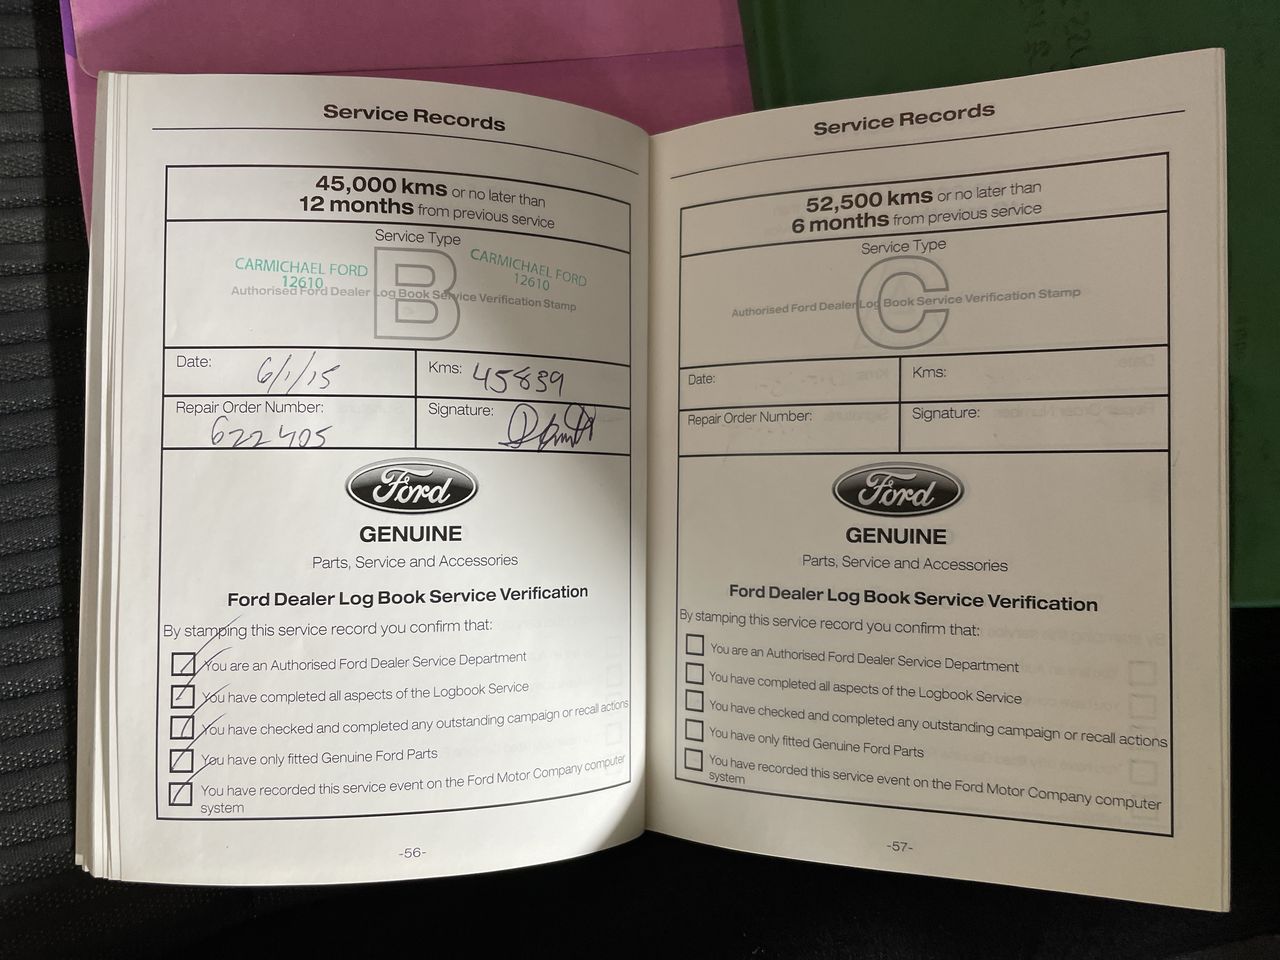 Service Records
45,000 kms or no later than
12 months from previous service
Service Type
B
CARMICHAEL FORD
12610
CARMICHAEL FORD
12610
Authorised Ford Dealer Log Book Service Verification Stamp
Date: 6/1/15
Kms: 45839
Repair Order Number: 622405
Signature:
Ford
GENUINE
Parts, Service and Accessories
Ford Dealer Log Book Service Verification
By stamping this service record you confirm that:
You are an Authorised Ford Dealer Service Department
You have completed all aspects of the Logbook Service
You have checked and completed any outstanding campaign or recall actions
You have only fitted Genuine Ford Parts
You have recorded this service event on the Ford Motor Company computer
system
-56-
Service Records
52,500 kms or no later than
6 months from previous service
Service Type
C
Authorised Ford Dealer Log Book Service Verification Stamp
Date:
Kms:
Repair Order Number:
Signature:
Ford
GENUINE
Parts, Service and Accessories
Ford Dealer Log Book Service Verification
By stamping this service record you confirm that:
You are an Authorised Ford Dealer Service Department
You have completed all aspects of the Logbook Service
You have checked and completed any outstanding campaign or recall actions
You have only fitted Genuine Ford Parts
You have recorded this service event on the Ford Motor Company computer
system
-57-